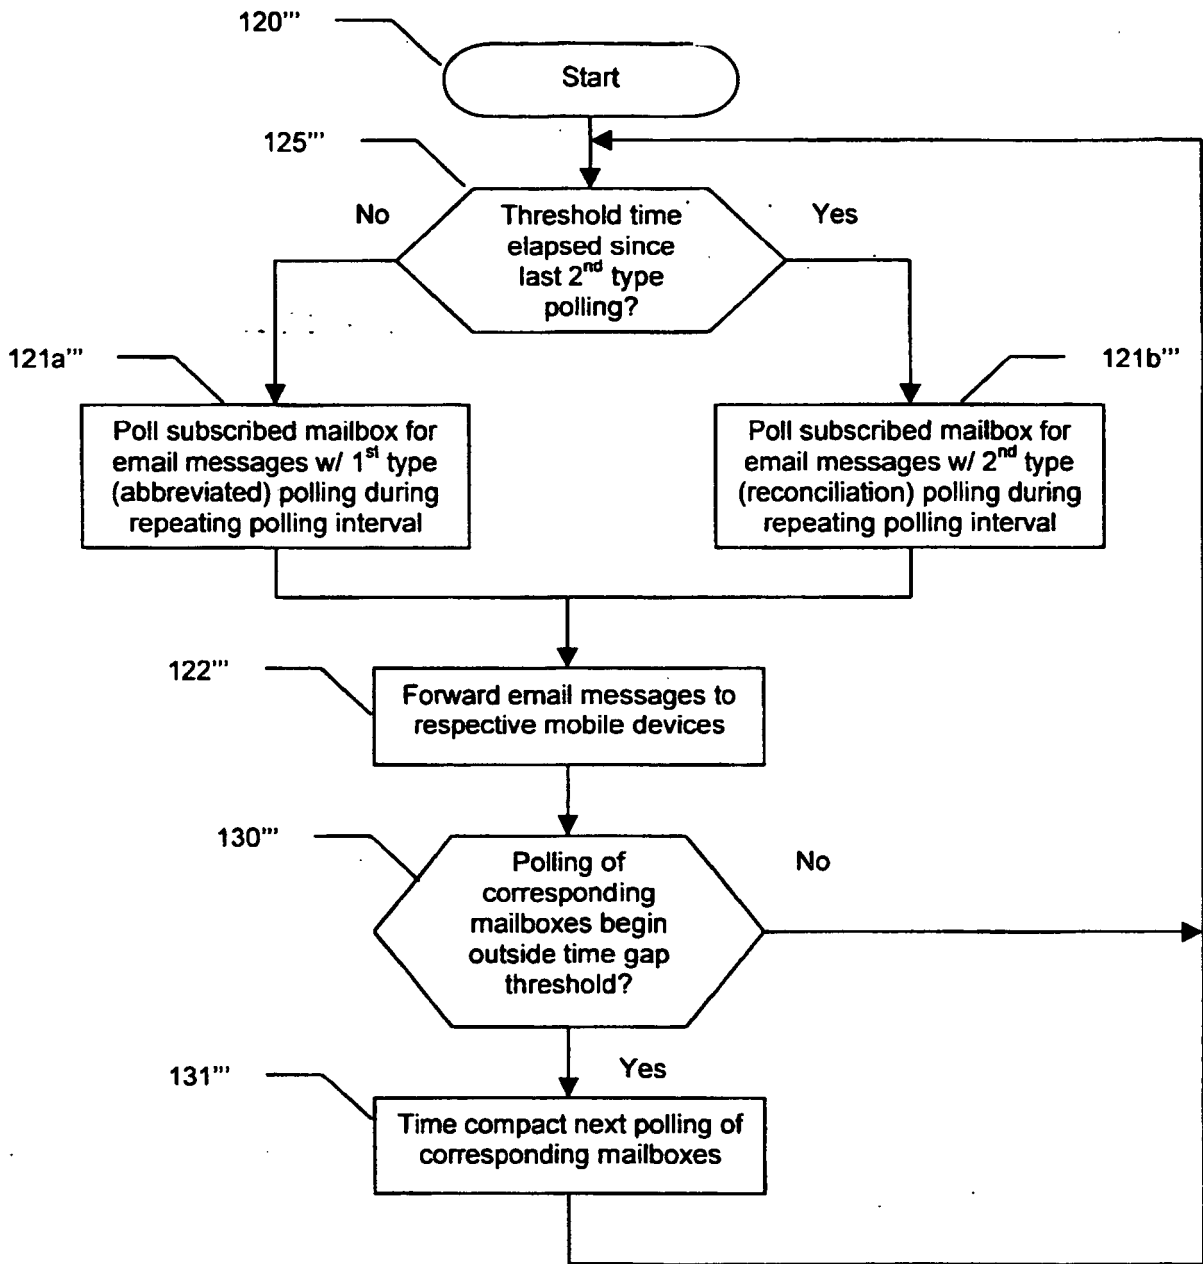 120'''
Start
125'''
No
Threshold time
elapsed since
last 2nd type
polling?
Yes
121a'''
121b'''
Poll subscribed mailbox for
email messages w/ 1st type
(abbreviated) polling during
repeating polling interval
Poll subscribed mailbox for
email messages w/ 2nd type
(reconciliation) polling during
repeating polling interval
122'''
Forward email messages to
respective mobile devices
130'''
Polling of
corresponding
mailboxes begin
outside time gap
threshold?
No
Yes
131'''
Time compact next polling of
corresponding mailboxes